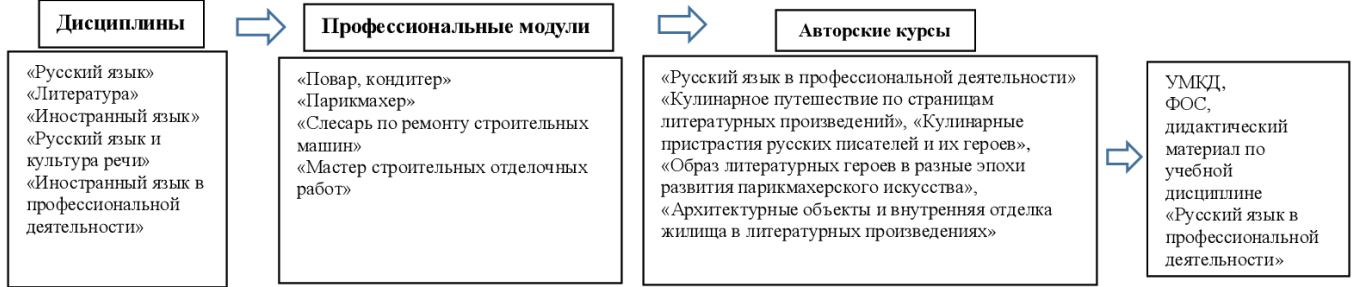 Дисциплины
«Русский язык»
«Литература»
«Иностранный язык»
«Русский язык и
культура речи»
«Иностранный язык в
профессиональной
деятельности»
Профессиональные модули
«Повар, кондитер»
«Парикмахер»
«Слесарь по ремонту строительных
машин»
«Мастер строительных отделочных
работ»
Авторские курсы
«Русский язык в профессиональной деятельности»
«Кулинарное путешествие по страницам
литературных произведений», «Кулинарные
пристрастия русских писателей и их героев»,
«Образ литературных героев в разные эпохи
развития парикмахерского искусства»,
«Архитектурные объекты и внутренняя отделка
жилища в литературных произведениях»
УМКД,
ФОС,
дидактический
материал по
учебной
дисциплине
«Русский язык в
профессиональной
деятельности»